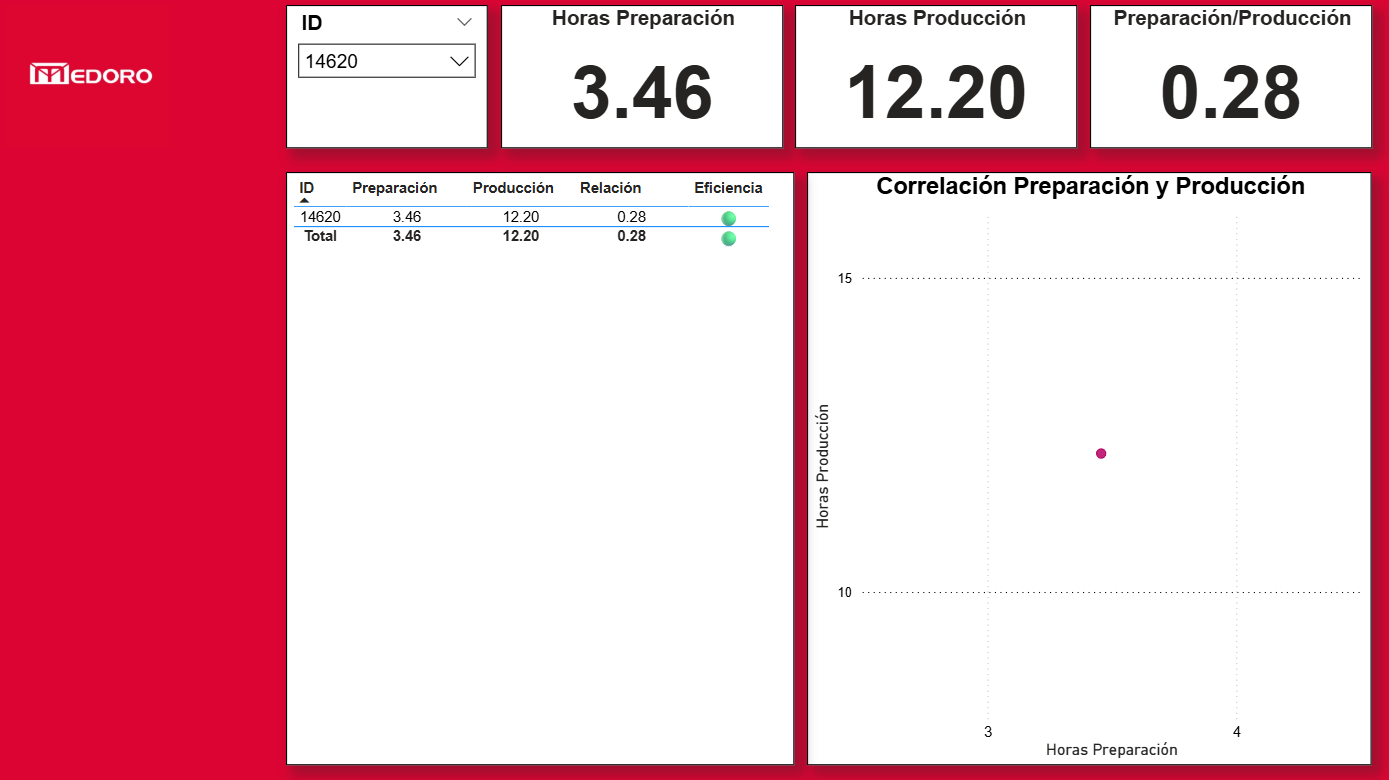 MEDORO
ID
14620
Horas Preparación
3.46
Horas Producción
12.20
Preparación/Producción
0.28
ID Preparación Producción Relación Eficiencia
14620 3.46 12.20 0.28
Total 3.46 12.20 0.28
Correlación Preparación y Producción
15
10
Horas Producción
3 4
Horas Preparación